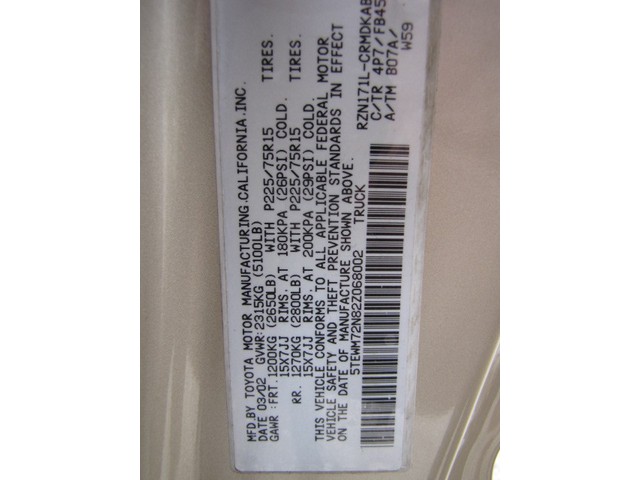 MFD BY TOYOTA MOTOR MANUFACTURING.CALIFORNIA.INC.
DATE 03/02 GVWR:2315KG (5100LB)
GAWR :FRT.1200KG (2650LB) WITH P225/75R15
15X7JJ RIMS. AT 180KPA (26PSI) COLD.
RR. 1270KG (2800LB) WITH P225/75R15
15X7JJ RIMS. AT 200KPA (29PSI) COLD.
THIS VEHICLE CONFORMS TO ALL APPLICABLE FEDERAL MOTOR
VEHICLE SAFETY AND THEFT PREVENTION STANDARDS IN EFFECT
ON THE DATE OF MANUFACTURE SHOWN ABOVE.
5TEWM72N82Z068002 TRUCK
RZN171L-CRMDKAB
C/TR 4P7/FB45
A/TM B07A/
W59